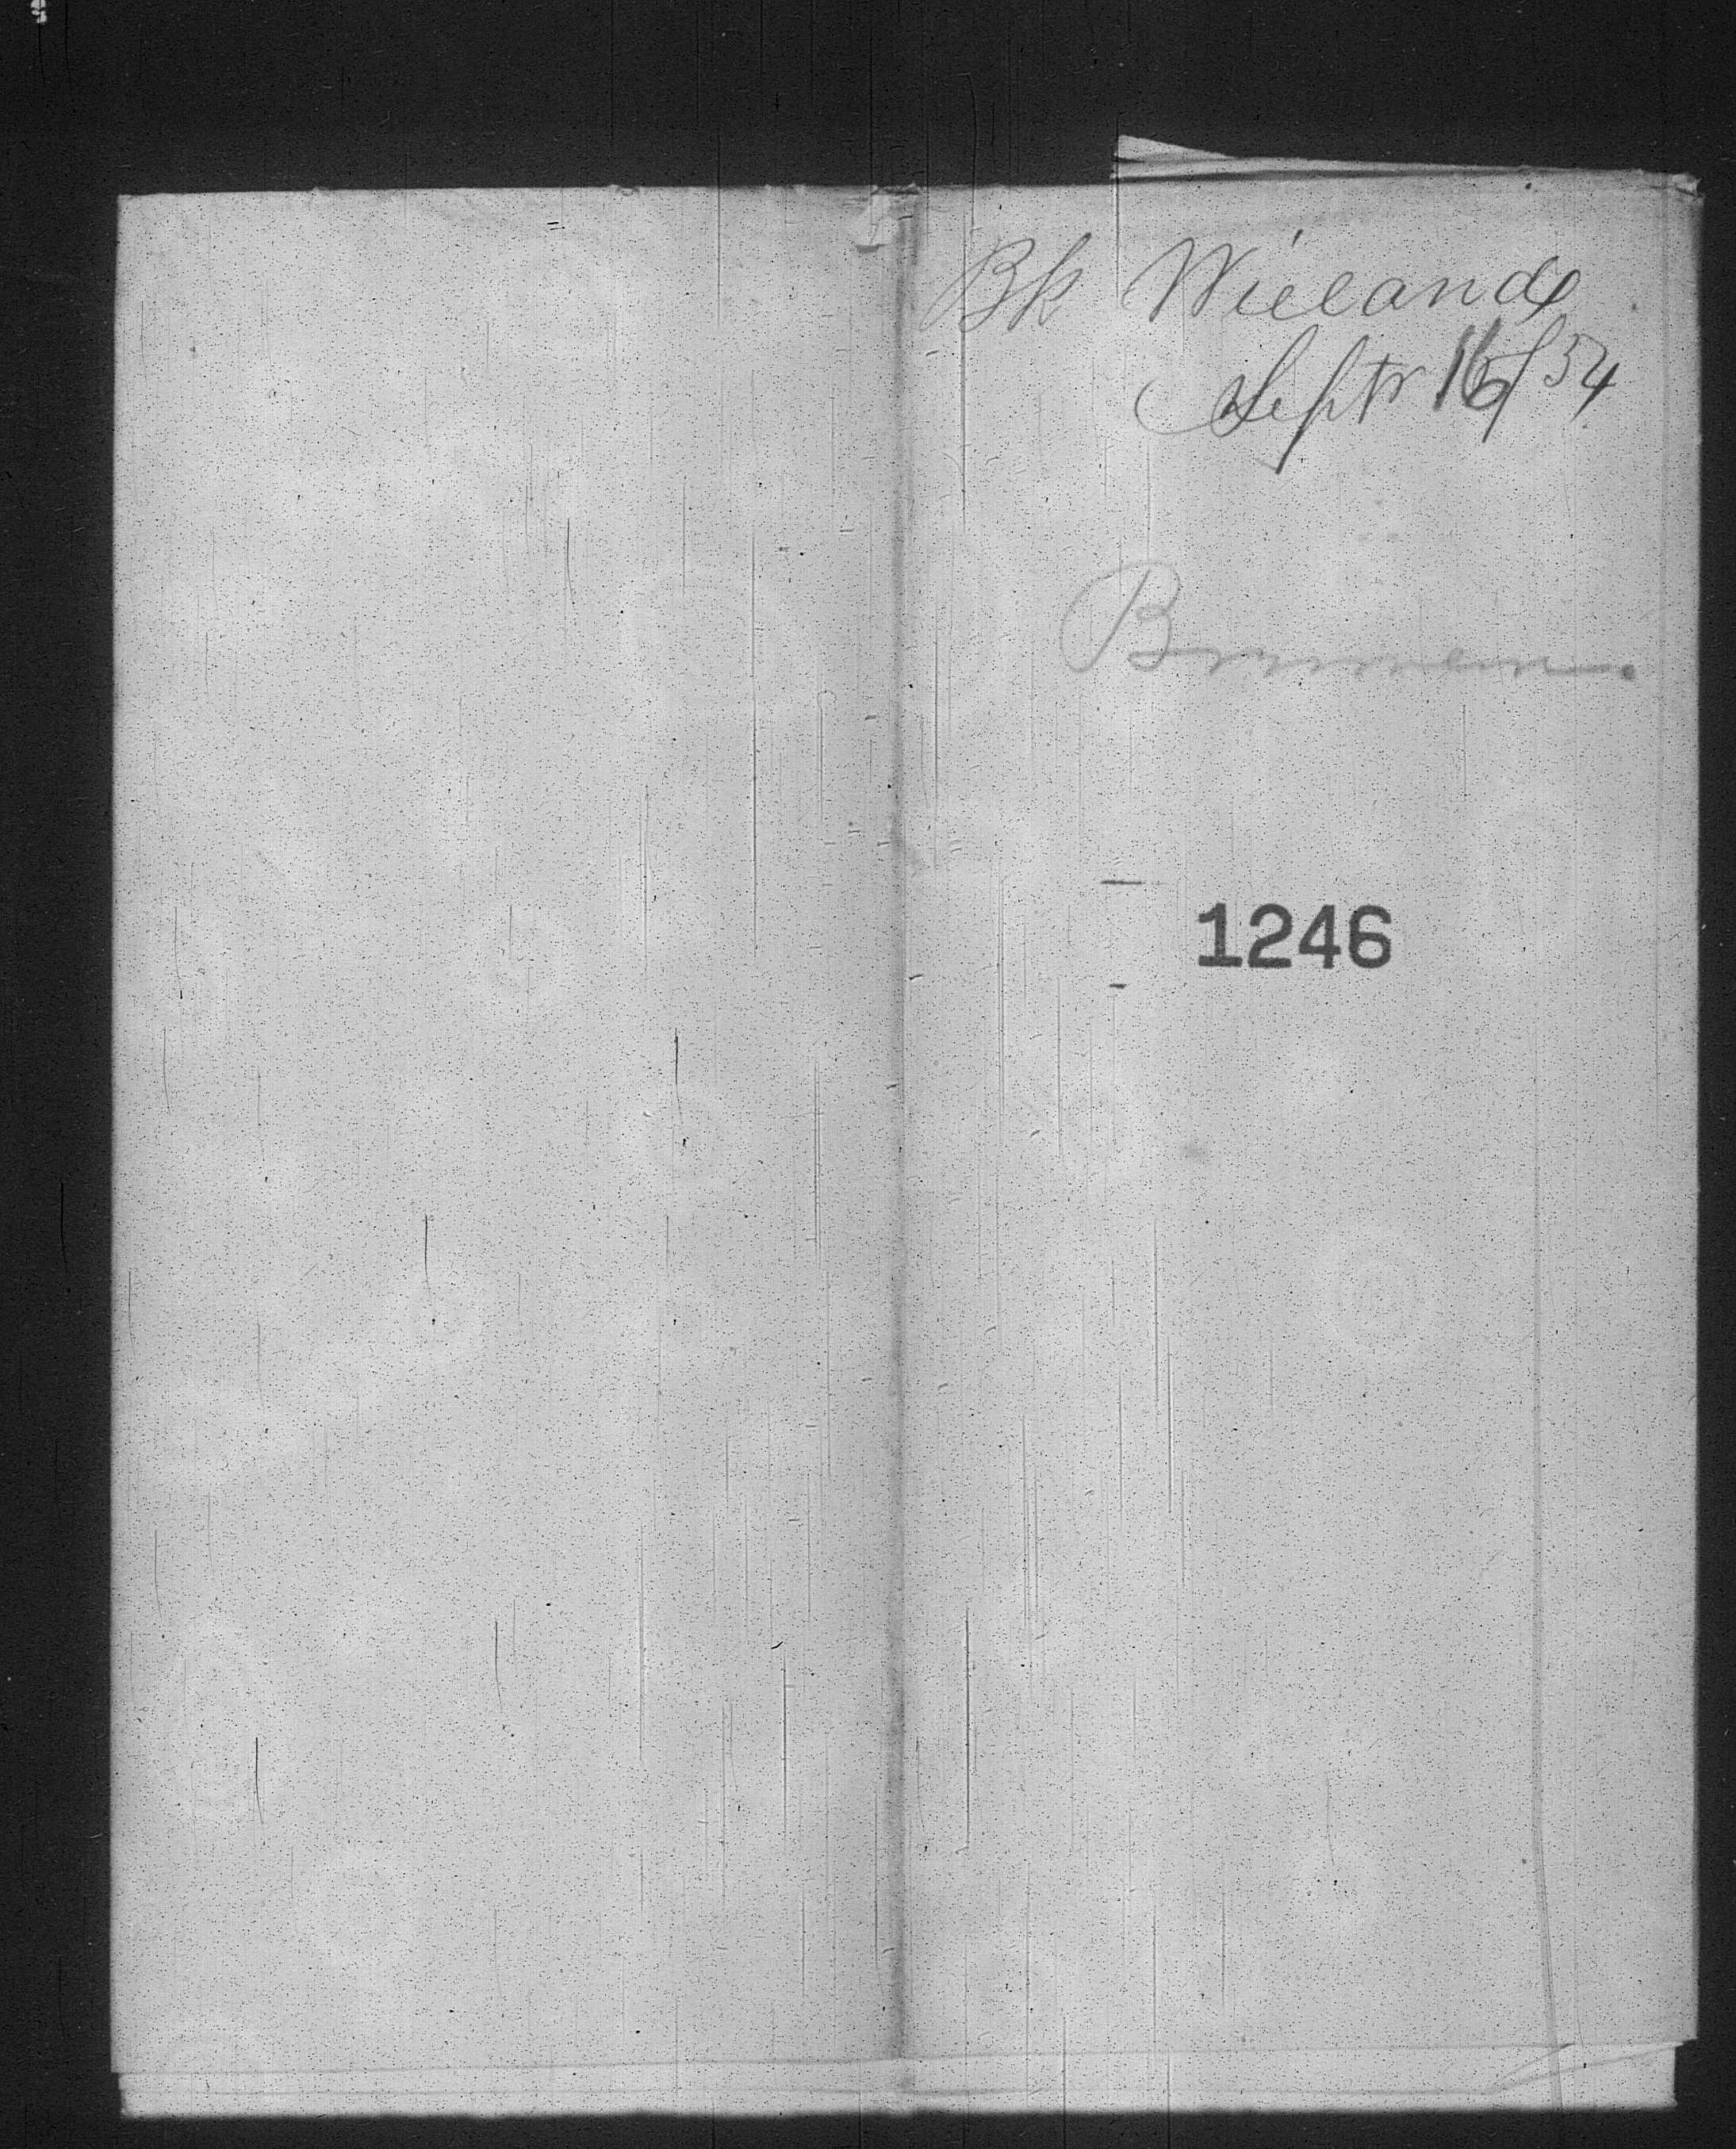 Bk Wieland
Septr 16/54
Bremen.
1246